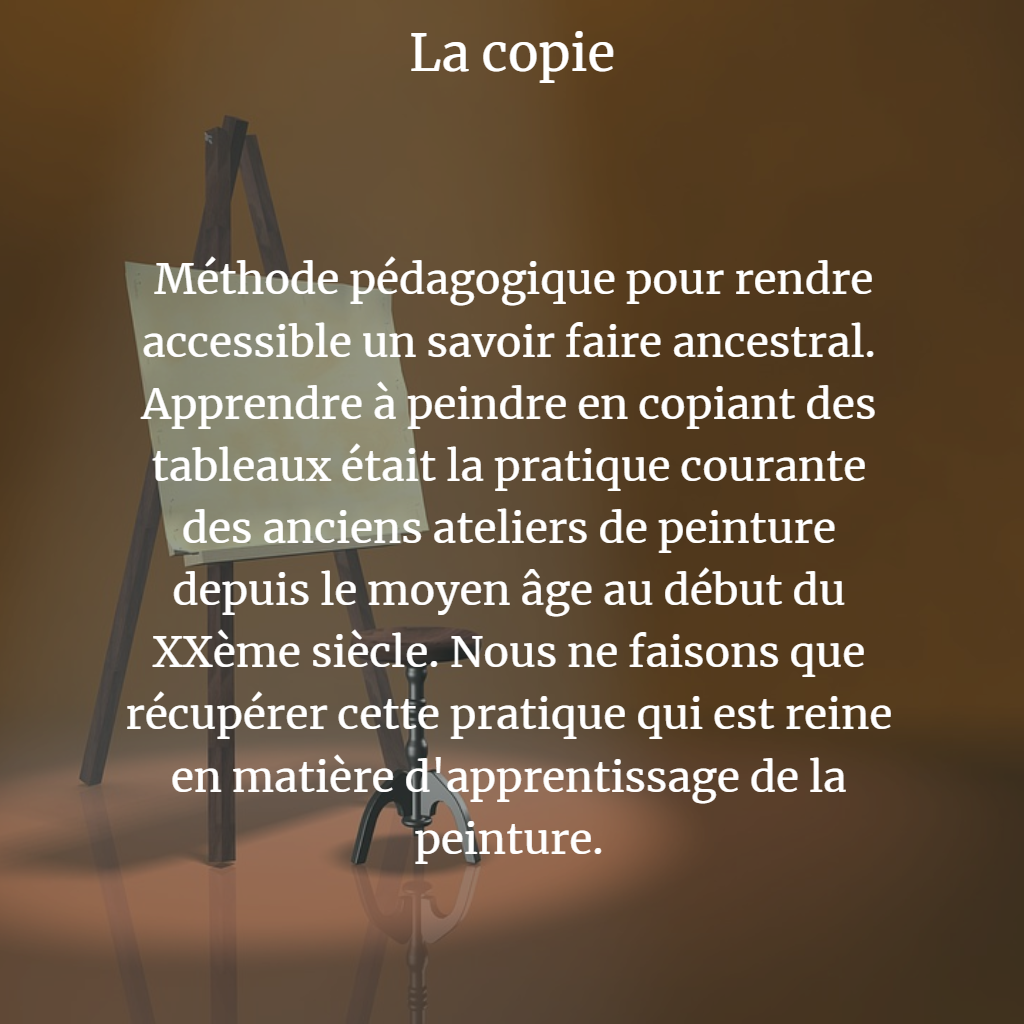 La copie
Méthode pédagogique pour rendre
accessible un savoir faire ancestral.
Apprendre à peindre en copiant des
tableaux était la pratique courante
des anciens ateliers de peinture
depuis le moyen âge au début du
XXème siècle. Nous ne faisons que
récupérer cette pratique qui est reine
en matière d'apprentissage de la
peinture.